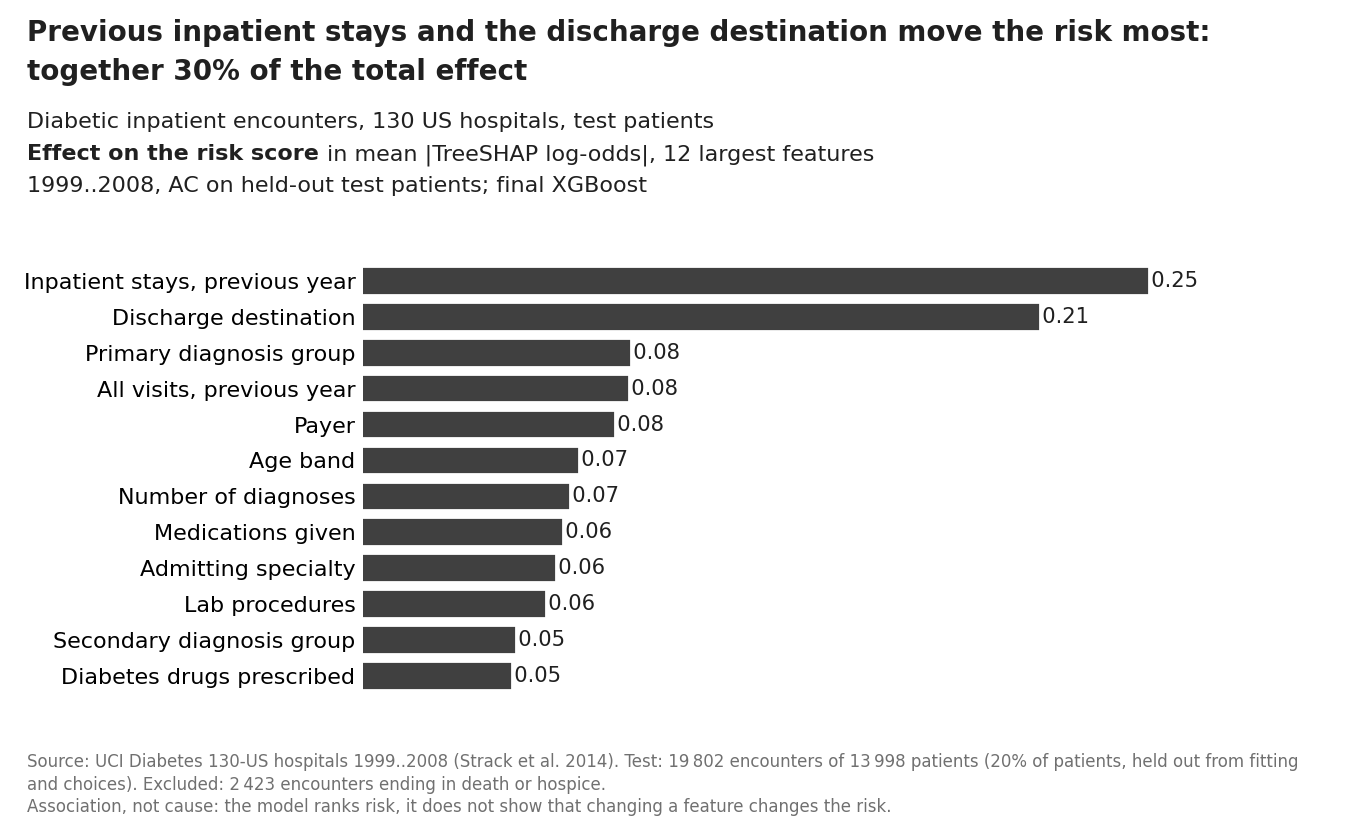 Previous inpatient stays and the discharge destination move the risk most:
together 30% of the total effect
Diabetic inpatient encounters, 130 US hospitals, test patients
Effect on the risk score in mean |TreeSHAP log-odds|, 12 largest features
1999..2008, AC on held-out test patients; final XGBoost
Inpatient stays, previous year 0.25
Discharge destination 0.21
Primary diagnosis group 0.08
All visits, previous year 0.08
Payer 0.08
Age band 0.07
Number of diagnoses 0.07
Medications given 0.06
Admitting specialty 0.06
Lab procedures 0.06
Secondary diagnosis group 0.05
Diabetes drugs prescribed 0.05
Source: UCI Diabetes 130-US hospitals 1999..2008 (Strack et al. 2014). Test: 19 802 encounters of 13 998 patients (20% of patients, held out from fitting
and choices). Excluded: 2 423 encounters ending in death or hospice.
Association, not cause: the model ranks risk, it does not show that changing a feature changes the risk.